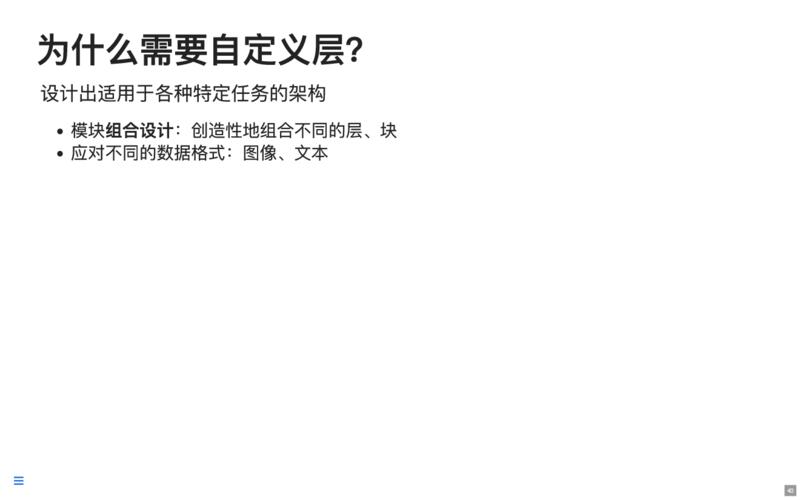 为什么需要自定义层?
设计出适用于各种特定任务的架构
• 模块组合设计：创造性地组合不同的层、块
• 应对不同的数据格式：图像、文本
40